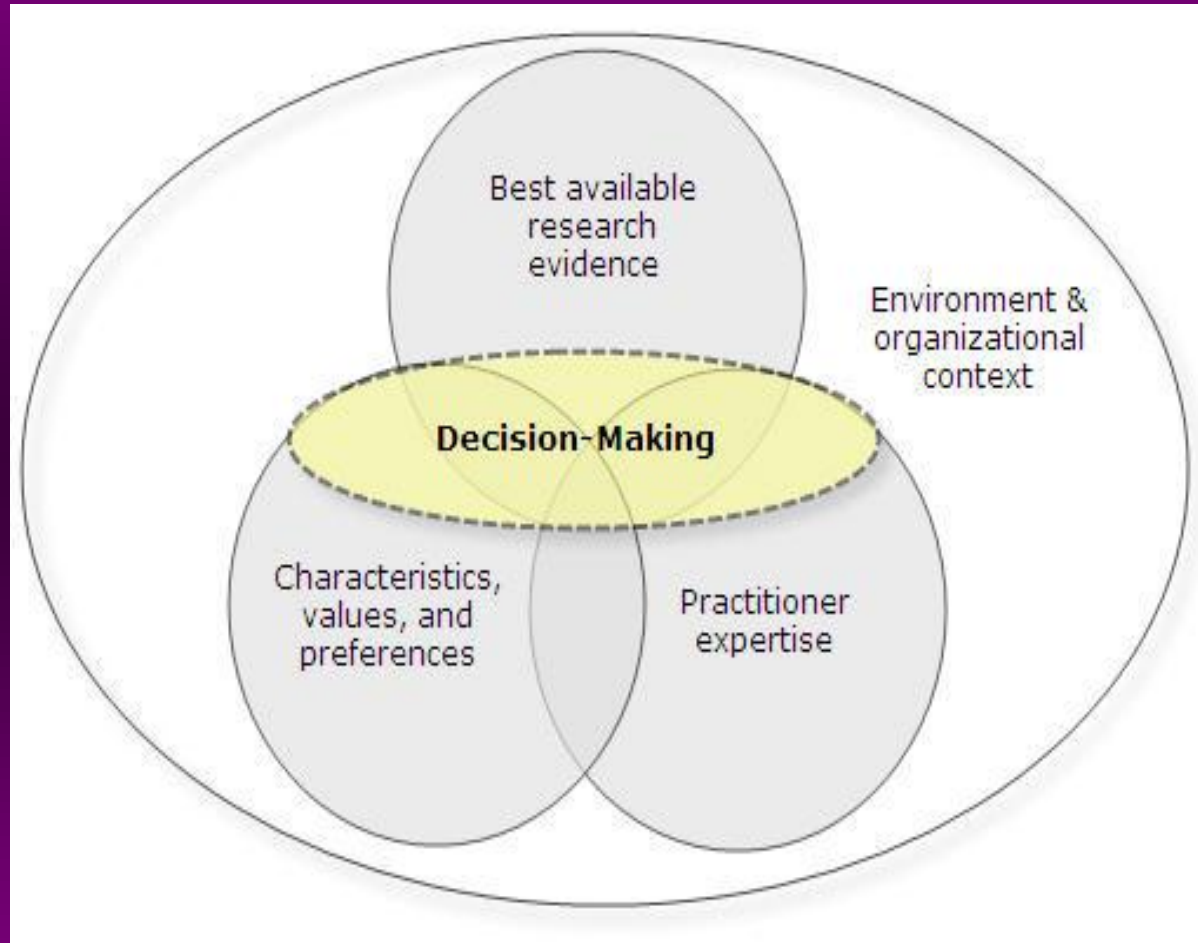 Best available
research
evidence
Environment &
organizational
context
Decision-Making
Characteristics,
values, and
preferences
Practitioner
expertise